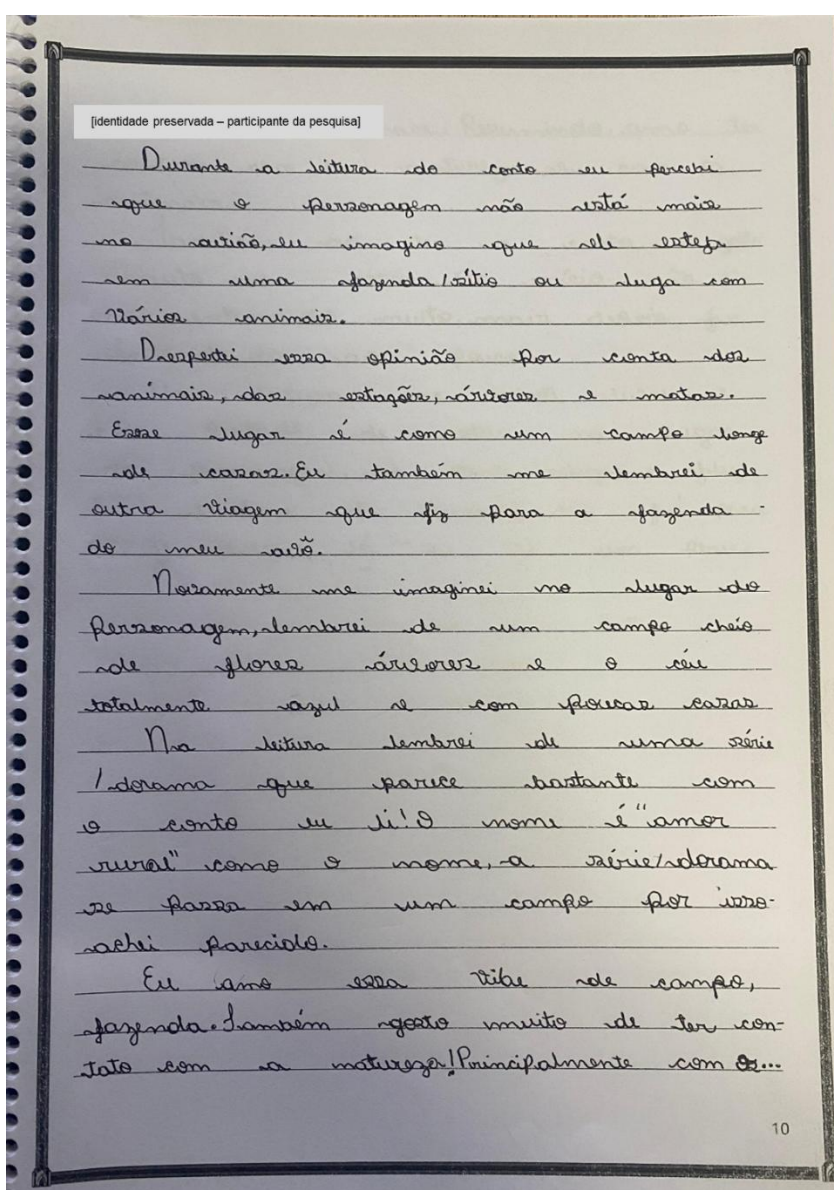 [identidade preservada – participante da pesquisa]
Durante a leitura do conto eu percebi
que o personagem não está mais
no avião, eu imagino que ele esteja
em uma fazenda/sítio ou luga com
vários animais.
Despertei essa opinião por conta dos
animais, das estações, árvores e matas.
Esse lugar é como um campo longe
de casas. Eu também me lembrei de
outra viagem que fiz para a fazenda
do meu avô.
Novamente me imaginei no lugar do
personagem, lembrei de um campo cheio
de flhores árvores e o céu
totalmente azul e com poucas casas
Na leitura lembrei de uma série
/dorama que parece bastante com
o conto eu li! O nome é "amor
rural" como o nome, a série/dorama
se passa em um campo por isso
achei parecido.
Eu amo essa vibe de campo,
fazenda. Também gosto muito de ter con-
tato com a natureza! Principalmente com os...
10